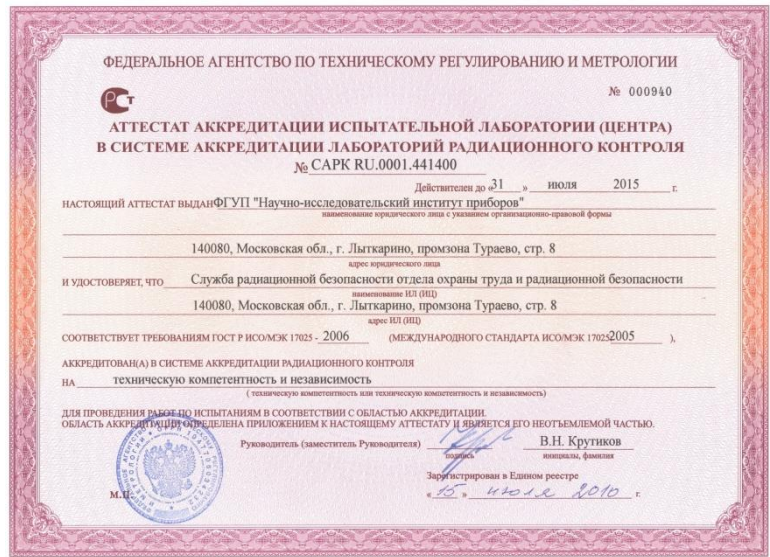 ФЕДЕРАЛЬНОЕ АГЕНТСТВО ПО ТЕХНИЧЕСКОМУ РЕГУЛИРОВАНИЮ И МЕТРОЛОГИИ
№ 000940
РСТ
АТТЕСТАТ АККРЕДИТАЦИИ ИСПЫТАТЕЛЬНОЙ ЛАБОРАТОРИИ (ЦЕНТРА)
В СИСТЕМЕ АККРЕДИТАЦИИ ЛАБОРАТОРИЙ РАДИАЦИОННОГО КОНТРОЛЯ
№ САРК RU.0001.441400
Действителен до «31 » июля 2015 г.
НАСТОЯЩИЙ АТТЕСТАТ ВЫДАН ФГУП "Научно-исследовательский институт приборов"
наименование юридического лица с указанием организационно-правовой формы
140080, Московская обл., г. Лыткарино, промзона Тураево, стр. 8
адрес юридического лица
И УДОСТОВЕРЯЕТ, ЧТО Служба радиационной безопасности отдела охраны труда и радиационной безопасности
наименование ИЛ (ИЦ)
140080, Московская обл., г. Лыткарино, промзона Тураево, стр. 8
адрес ИЛ (ИЦ)
СООТВЕТСТВУЕТ ТРЕБОВАНИЯМ ГОСТ Р ИСО/МЭК 17025 - 2006 (МЕЖДУНАРОДНОГО СТАНДАРТА ИСО/МЭК 17025 2005 ),
АККРЕДИТОВАН(А) В СИСТЕМЕ АККРЕДИТАЦИИ РАДИАЦИОННОГО КОНТРОЛЯ
НА техническую компетентность и независимость
( техническую компетентность или техническую компетентность и независимость)
ДЛЯ ПРОВЕДЕНИЯ РАБОТ ПО ИСПЫТАНИЯМ В СООТВЕТСТВИИ С ОБЛАСТЬЮ АККРЕДИТАЦИИ.
ОБЛАСТЬ АККРЕДИТАЦИИ ОПРЕДЕЛЕНА ПРИЛОЖЕНИЕМ К НАСТОЯЩЕМУ АТТЕСТАТУ И ЯВЛЯЕТСЯ ЕГО НЕОТЪЕМЛЕМОЙ ЧАСТЬЮ.
Руководитель (заместитель Руководителя) В.Н. Крутиков
подпись инициалы, фамилия
Зарегистрирован в Едином реестре
М.П.
« 15 » июля 2010 г.